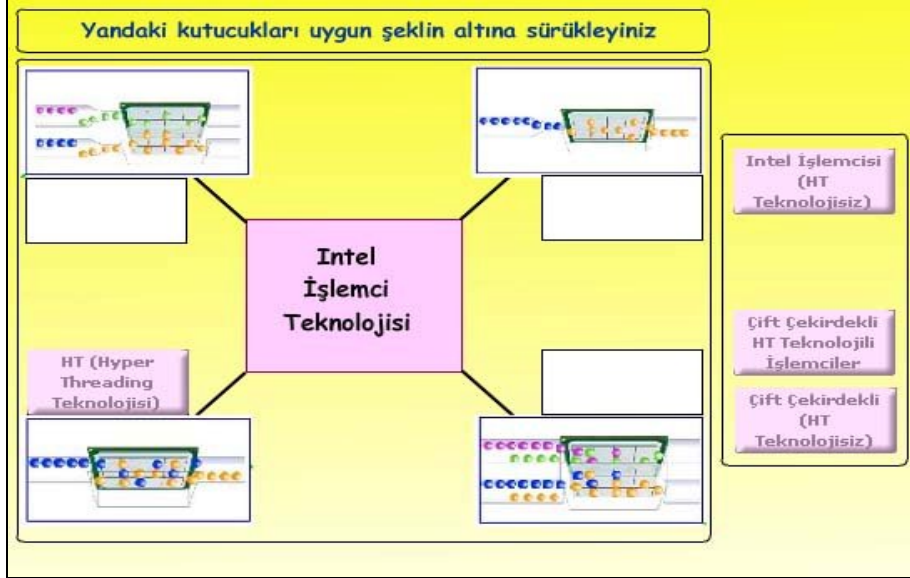 Yandaki kutucukları uygun şeklin altına sürükleyiniz
Intel
İşlemci
Teknolojisi
HT (Hyper
Threading
Teknolojisi)
Intel İşlemcisi
(HT
Teknolojisiz)
Çift Çekirdekli
HT Teknolojili
İşlemciler
Çift Çekirdekli
(HT
Teknolojisiz)